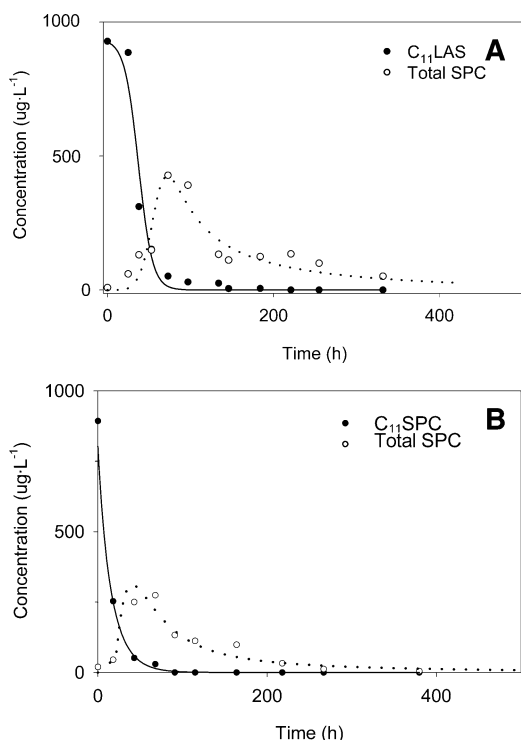 1000
A
C₁₁LAS
Total SPC
500
Concentration (ug·L⁻¹)
0
0 200 400
Time (h)
1000
B
C₁₁SPC
Total SPC
500
Concentration (ug·L⁻¹)
0
0 200 400
Time (h)